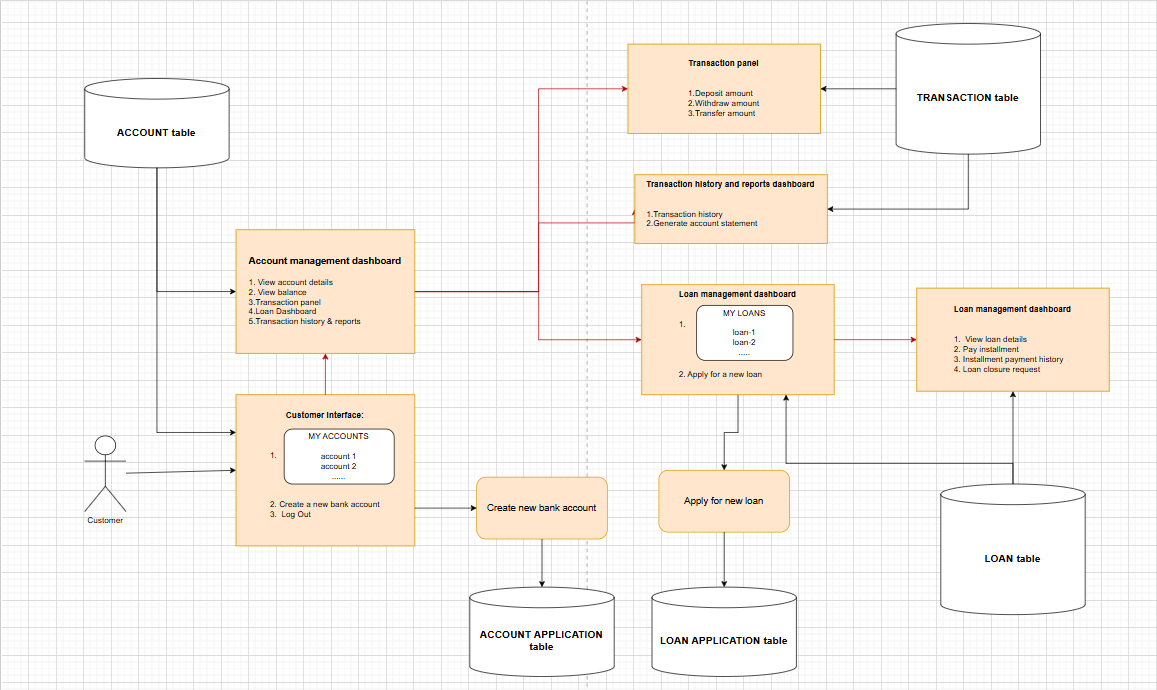 Transaction panel
1.Deposit amount
2.Withdraw amount
3.Transfer amount
TRANSACTION table
ACCOUNT table
Transaction history and reports dashboard
1.Transaction history
2.Generate account statement
Account management dashboard
1. View account details
2. View balance
3.Transaction panel
4.Loan Dashboard
5.Transaction history & reports
Loan management dashboard
1.
MY LOANS
loan-1
loan-2
.....
2. Apply for a new loan
Loan management dashboard
1. View loan details
2. Pay installment
3. Installment payment history
4. Loan closure request
Customer Interface:
1.
MY ACCOUNTS
account 1
account 2
......
2. Create a new bank account
3. Log Out
Customer
Create new bank account
Apply for new loan
LOAN table
ACCOUNT APPLICATION
table
LOAN APPLICATION table